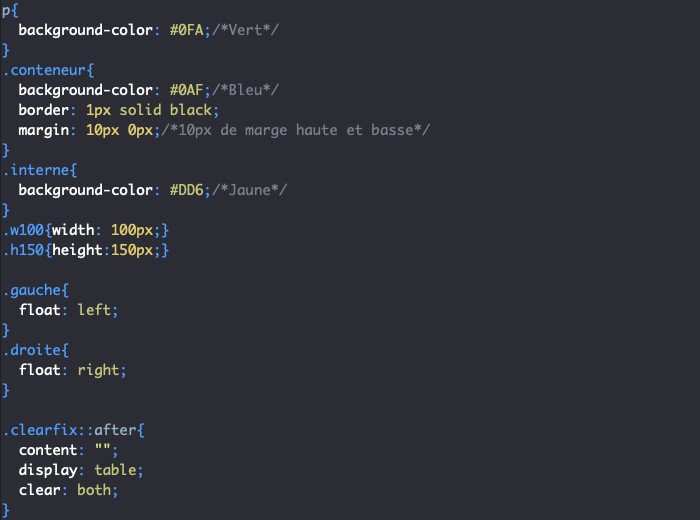 p{
  background-color: #0FA;/*Vert*/
}
.conteneur{
  background-color: #0AF;/*Bleu*/
  border: 1px solid black;
  margin: 10px 0px;/*10px de marge haute et basse*/
}
.interne{
  background-color: #DD6;/*Jaune*/
}
.w100{width: 100px;}
.h150{height:150px;}

.gauche{
  float: left;
}
.droite{
  float: right;
}

.clearfix::after{
  content: "";
  display: table;
  clear: both;
}